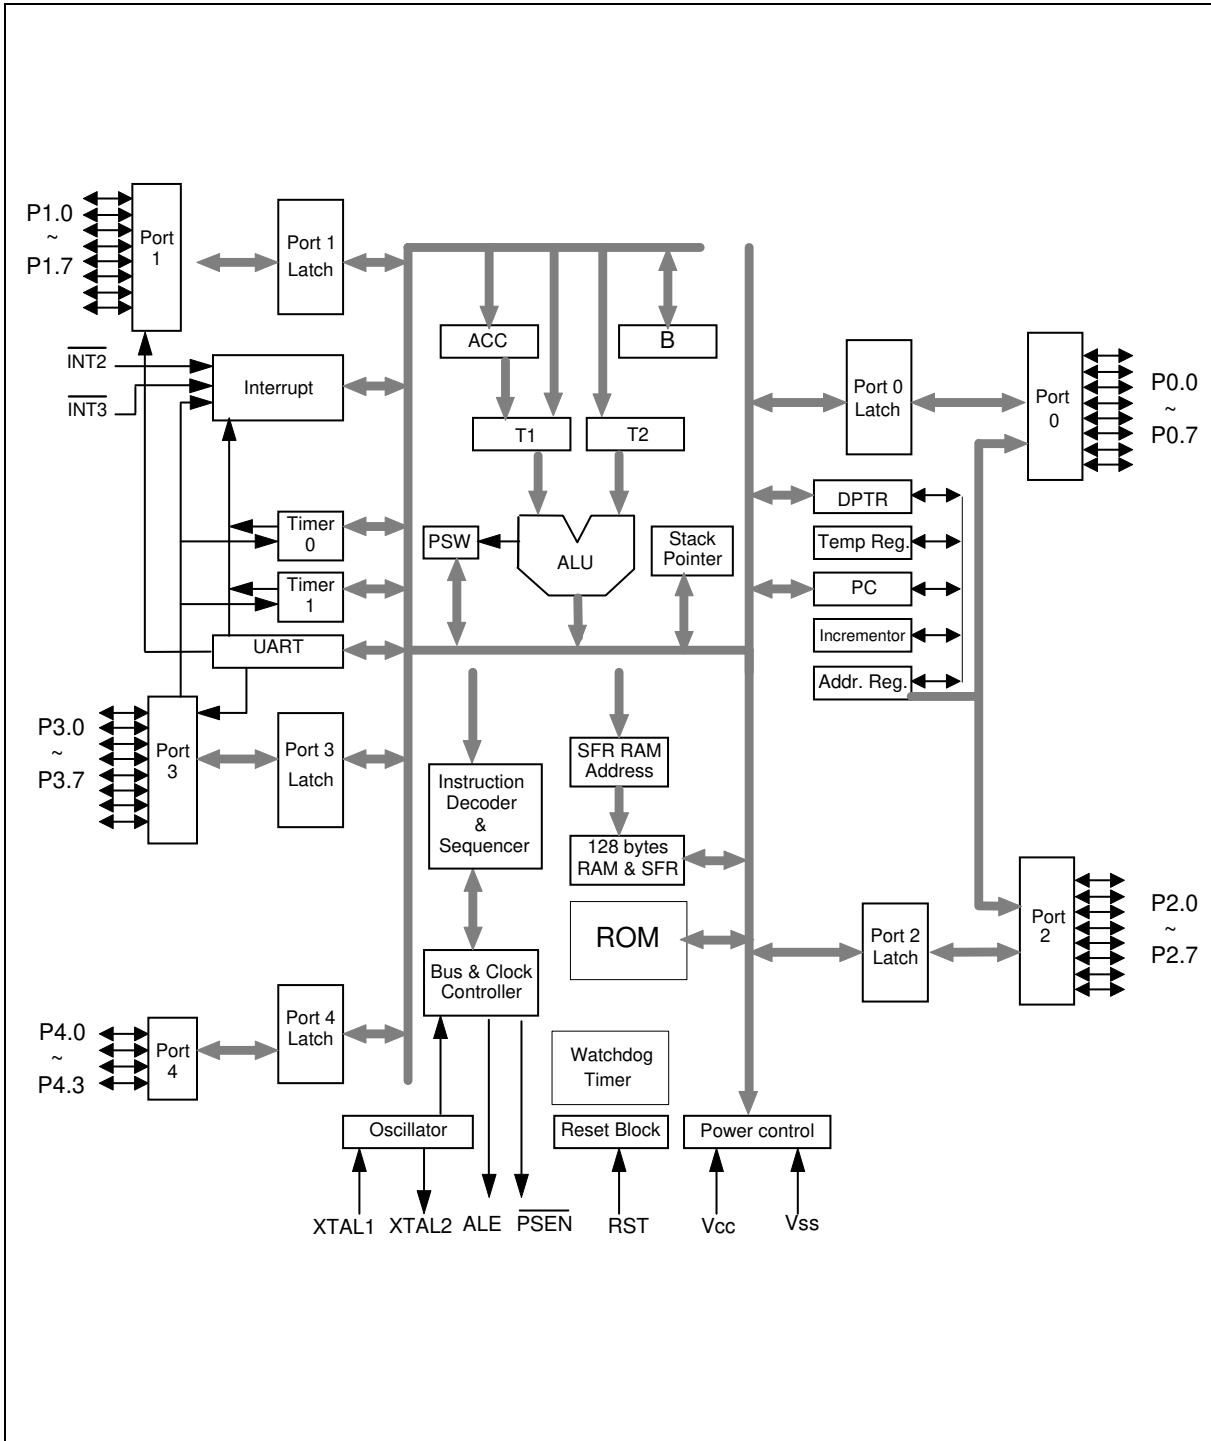 P1.0
~
P1.7
Port
1
Port 1
Latch
ACC
B
INT2
INT3
Interrupt
T1
T2
Port 0
Latch
Port
0
P0.0
~
P0.7
DPTR
Temp Reg.
PC
Incrementor
Addr. Reg.
Timer
0
Timer
1
UART
PSW
ALU
Stack
Pointer
P3.0
~
P3.7
Port
3
Port 3
Latch
Instruction
Decoder
&
Sequencer
SFR RAM
Address
128 bytes
RAM & SFR
ROM
Port 2
Latch
Port
2
P2.0
~
P2.7
Bus & Clock
Controller
P4.0
~
P4.3
Port
4
Port 4
Latch
Watchdog
Timer
Oscillator
Reset Block
Power control
XTAL1
XTAL2
ALE
PSEN
RST
Vcc
Vss